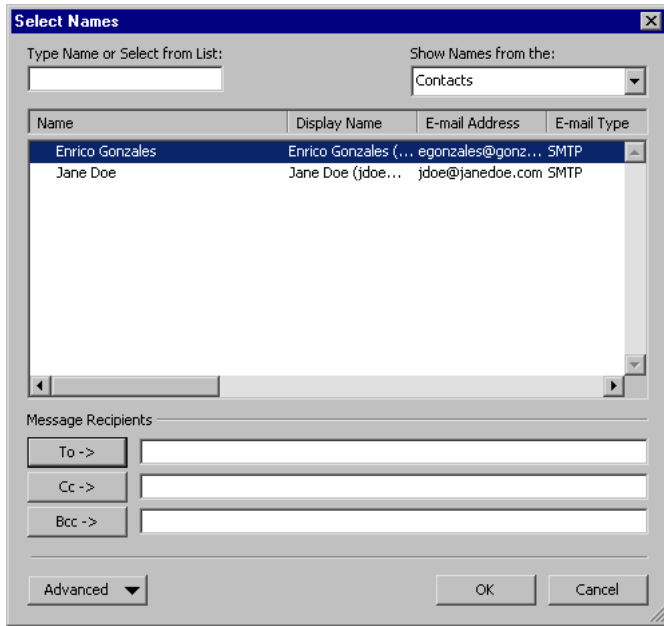 Select Names
Type Name or Select from List: Show Names from the:
Contacts
Name Display Name E-mail Address E-mail Type
Enrico Gonzales Enrico Gonzales (... egonzales@gonz... SMTP
Jane Doe Jane Doe (jdoe... jdoe@janedoe.com SMTP
Message Recipients
To ->
Cc ->
Bcc ->
Advanced OK Cancel